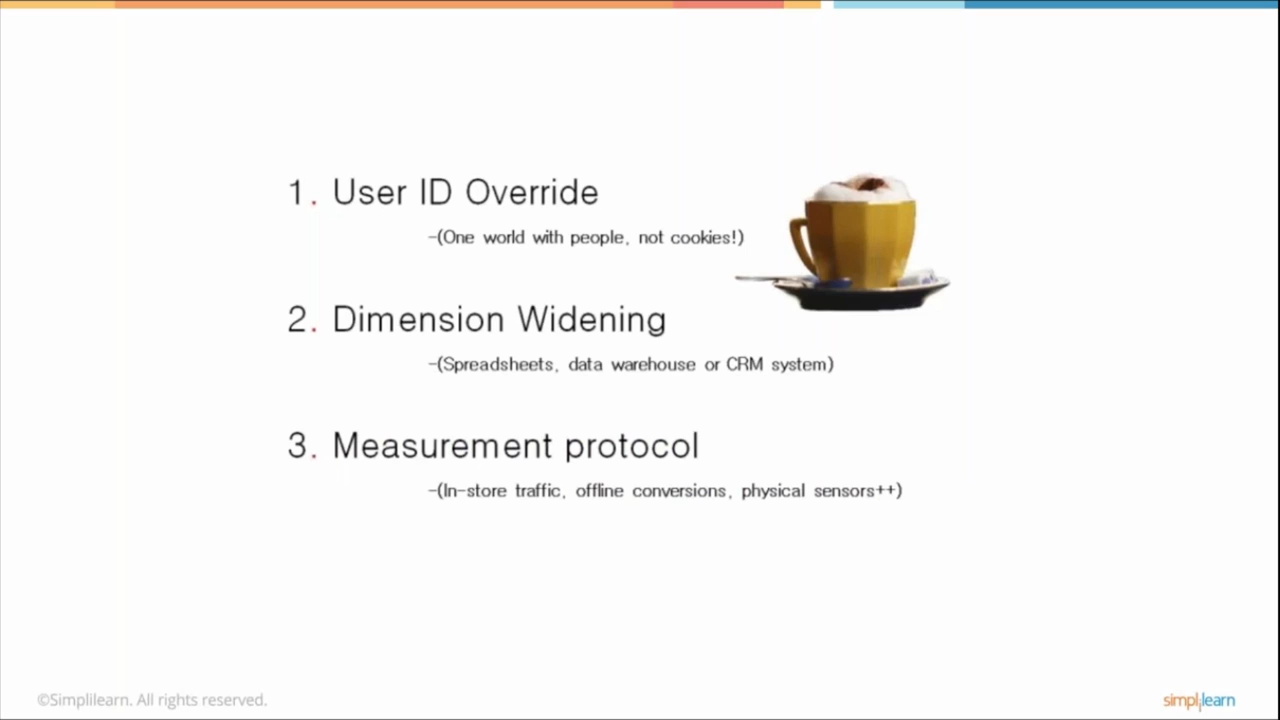 1. User ID Override
-(One world with people, not cookies!)
2. Dimension Widening
-(Spreadsheets, data warehouse or CRM system)
3. Measurement protocol
-(In-store traffic, offline conversions, physical sensors++)
©Simplilearn. All rights reserved.
simplilearn